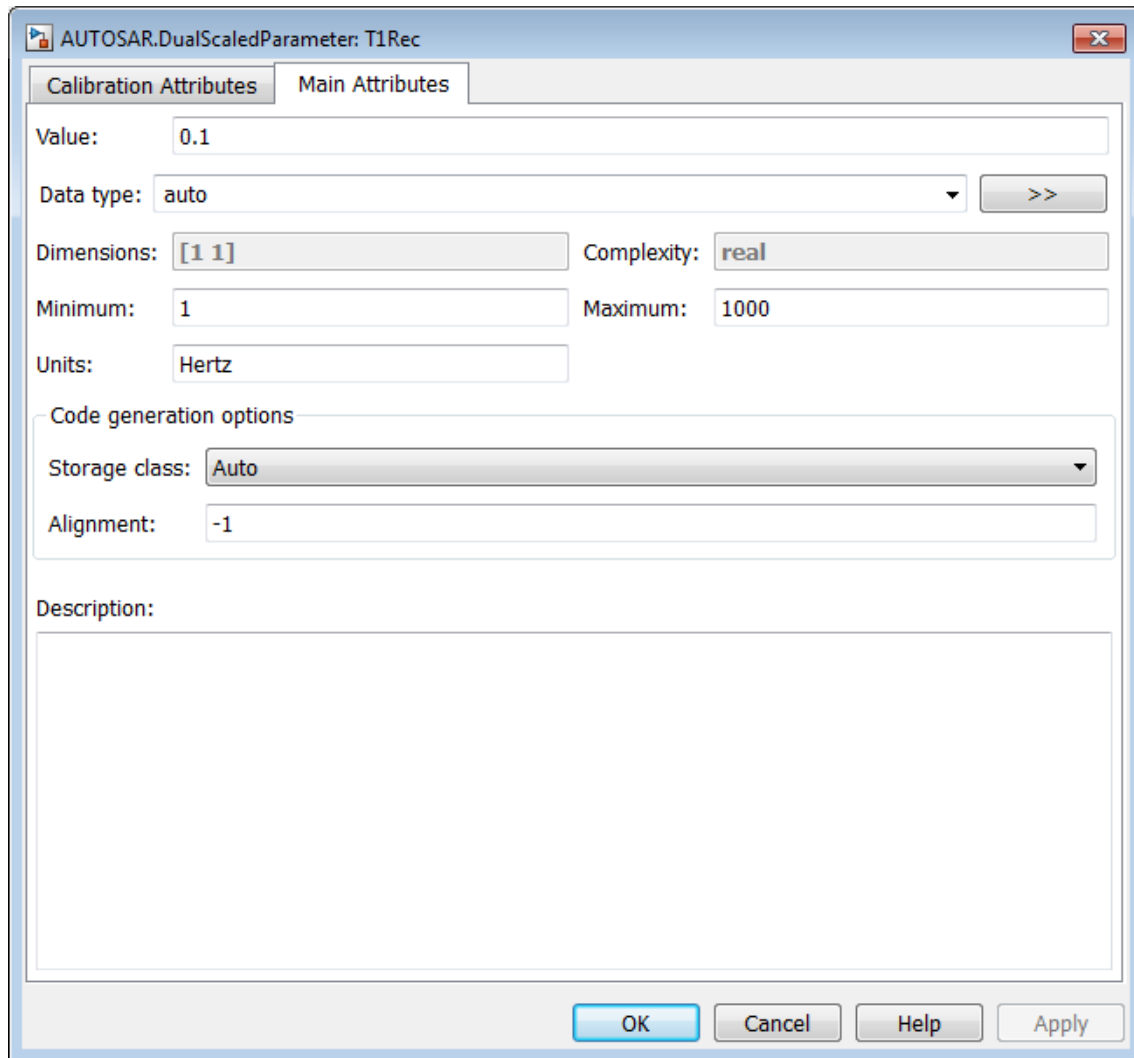 AUTOSAR.DualScaledParameter: T1Rec
Calibration Attributes Main Attributes
Value: 0.1
Data type: auto >>
Dimensions: [1 1] Complexity: real
Minimum: 1 Maximum: 1000
Units: Hertz
Code generation options
Storage class: Auto
Alignment: -1
Description:
OK Cancel Help Apply